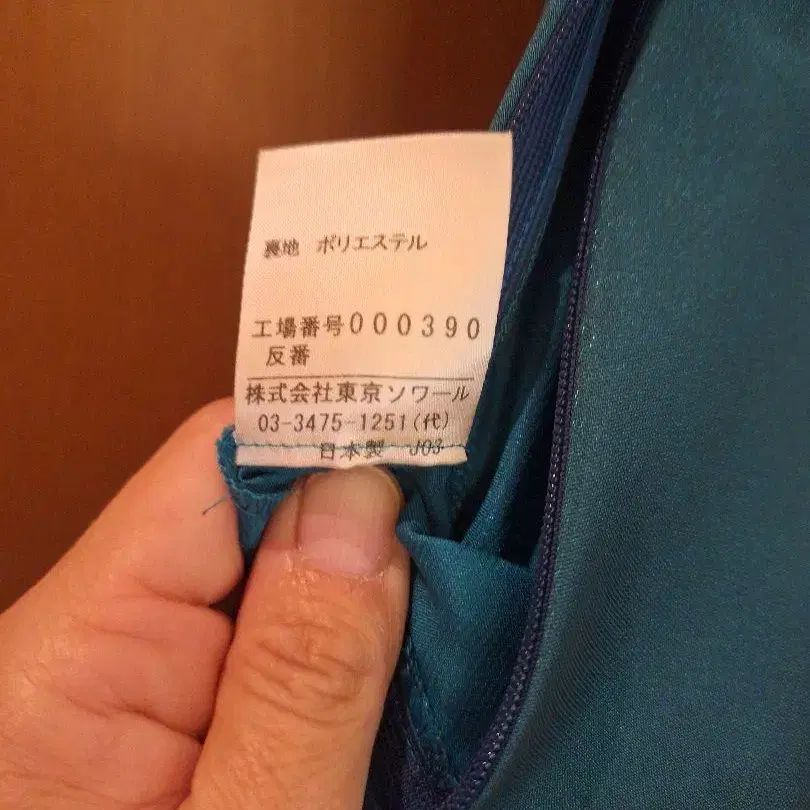 裏地 ポリエステル
工場番号000390
反番
株式会社東京ソワール
03-3475-1251(代)
日本製 J03